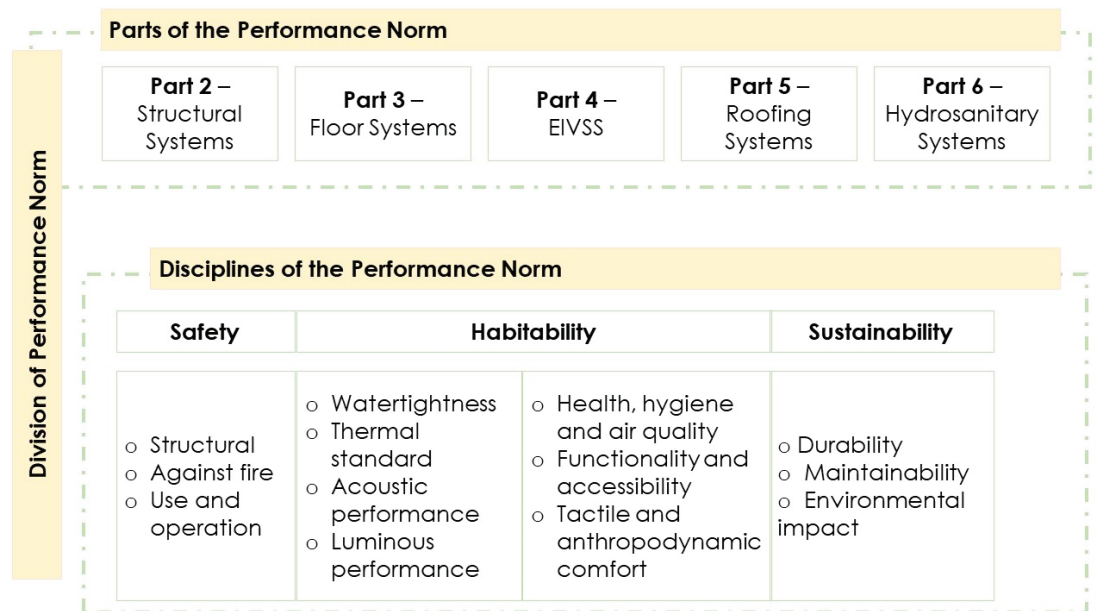 Parts of the Performance Norm
Part 2 –
Structural
Systems
Part 3 –
Floor Systems
Part 4 –
EIVSS
Part 5 –
Roofing
Systems
Part 6 –
Hydrosanitary
Systems
Division of Performance Norm
Disciplines of the Performance Norm
Safety
Habitability
Sustainability
o Structural
o Against fire
o Use and
operation
o Watertightness
o Thermal
standard
o Acoustic
performance
o Luminous
performance
o Health, hygiene
and air quality
o Functionality and
accessibility
o Tactile and
anthropodynamic
comfort
o Durability
o Maintainability
o Environmental
impact